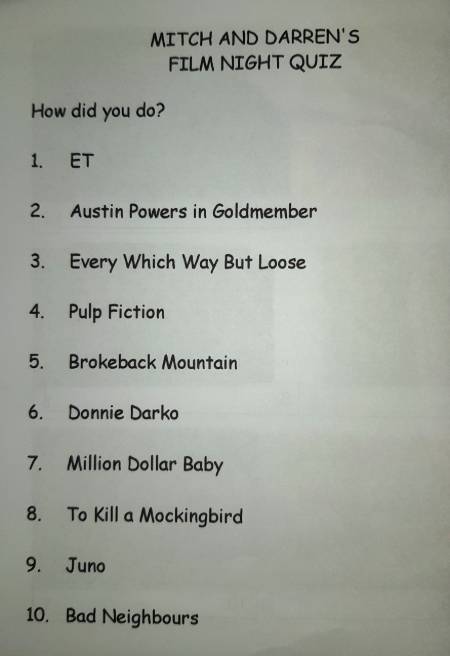 MITCH AND DARREN'S
FILM NIGHT QUIZ
How did you do?
1. ET
2. Austin Powers in Goldmember
3. Every Which Way But Loose
4. Pulp Fiction
5. Brokeback Mountain
6. Donnie Darko
7. Million Dollar Baby
8. To Kill a Mockingbird
9. Juno
10. Bad Neighbours